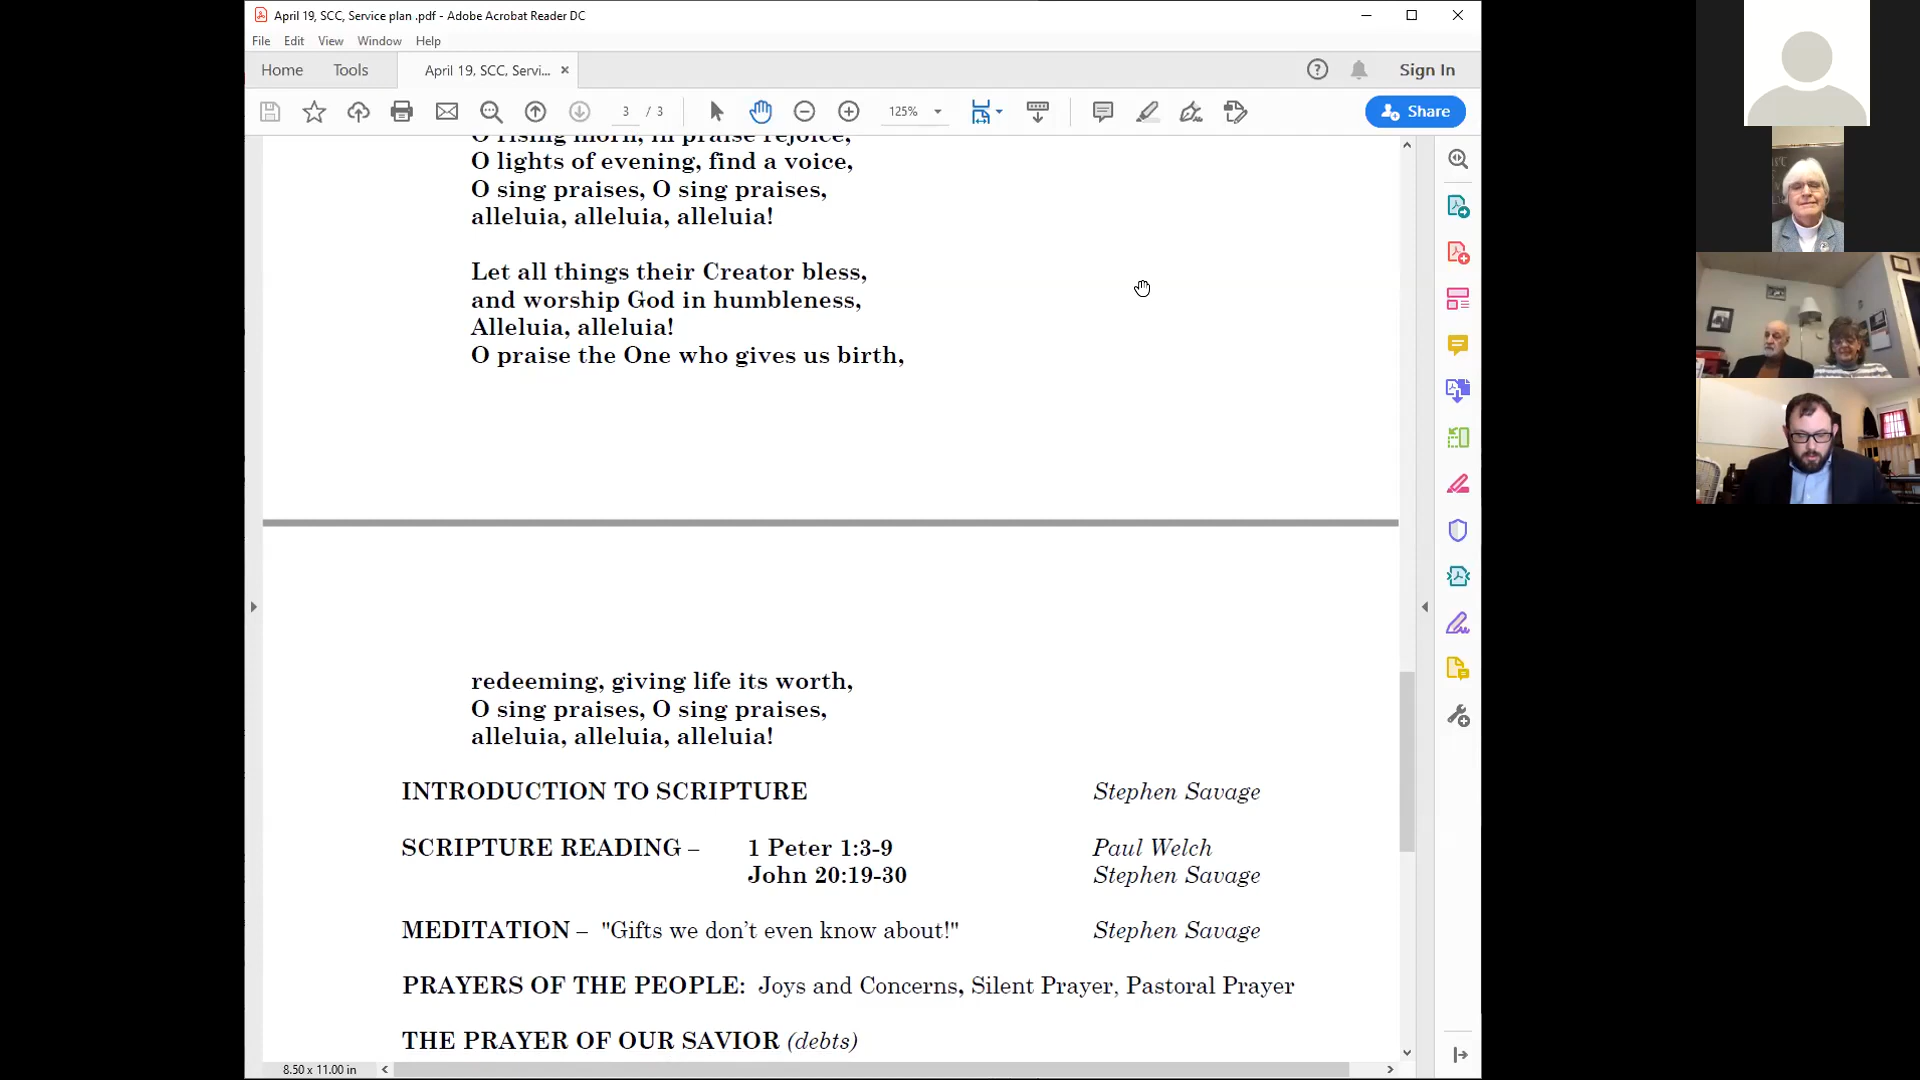 April 19, SCC, Service plan .pdf - Adobe Acrobat Reader DC
File Edit View Window Help
Home Tools April 19, SCC, Servi... × Sign In
3 / 3 125% Share
O rising morn, in praise rejoice,
O lights of evening, find a voice,
O sing praises, O sing praises,
alleluia, alleluia, alleluia!
Let all things their Creator bless,
and worship God in humbleness,
Alleluia, alleluia!
O praise the One who gives us birth,
redeeming, giving life its worth,
O sing praises, O sing praises,
alleluia, alleluia, alleluia!
INTRODUCTION TO SCRIPTURE Stephen Savage
SCRIPTURE READING – 1 Peter 1:3-9 Paul Welch
John 20:19-30 Stephen Savage
MEDITATION – "Gifts we don’t even know about!" Stephen Savage
PRAYERS OF THE PEOPLE: Joys and Concerns, Silent Prayer, Pastoral Prayer
THE PRAYER OF OUR SAVIOR (debts)
8.50 x 11.00 in